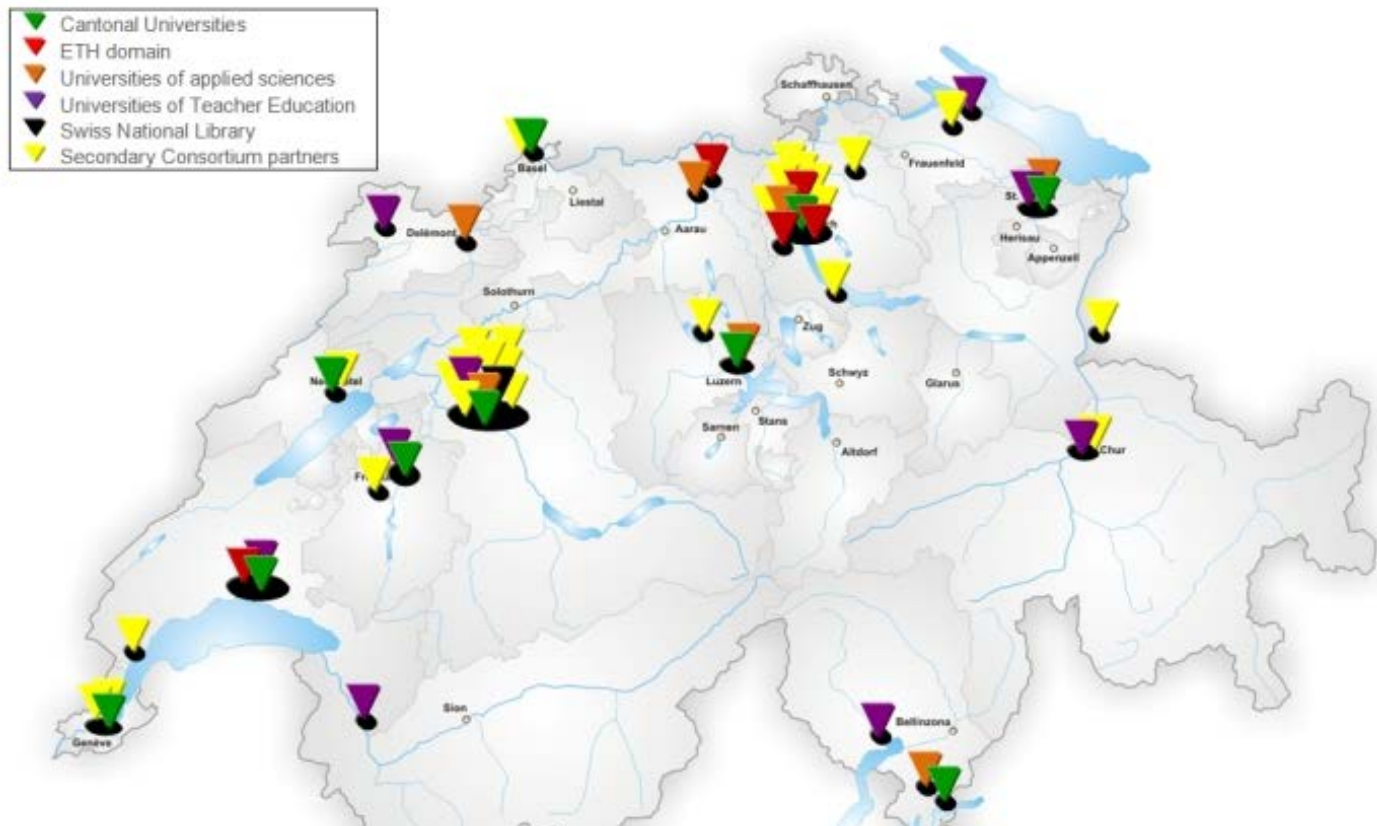 Cantonal Universities
ETH domain
Universities of applied sciences
Universities of Teacher Education
Swiss National Library
Secondary Consortium partners
Schaffhausen
Basel
Frauenfeld
Liestal
St.
Delémont
Aarau
Herisau
Appenzell
Solothurn
Zug
Luzern
Schwyz
Glarus
Stans
Sarnen
Altdorf
Chur
Sion
Bellinzona
Genève